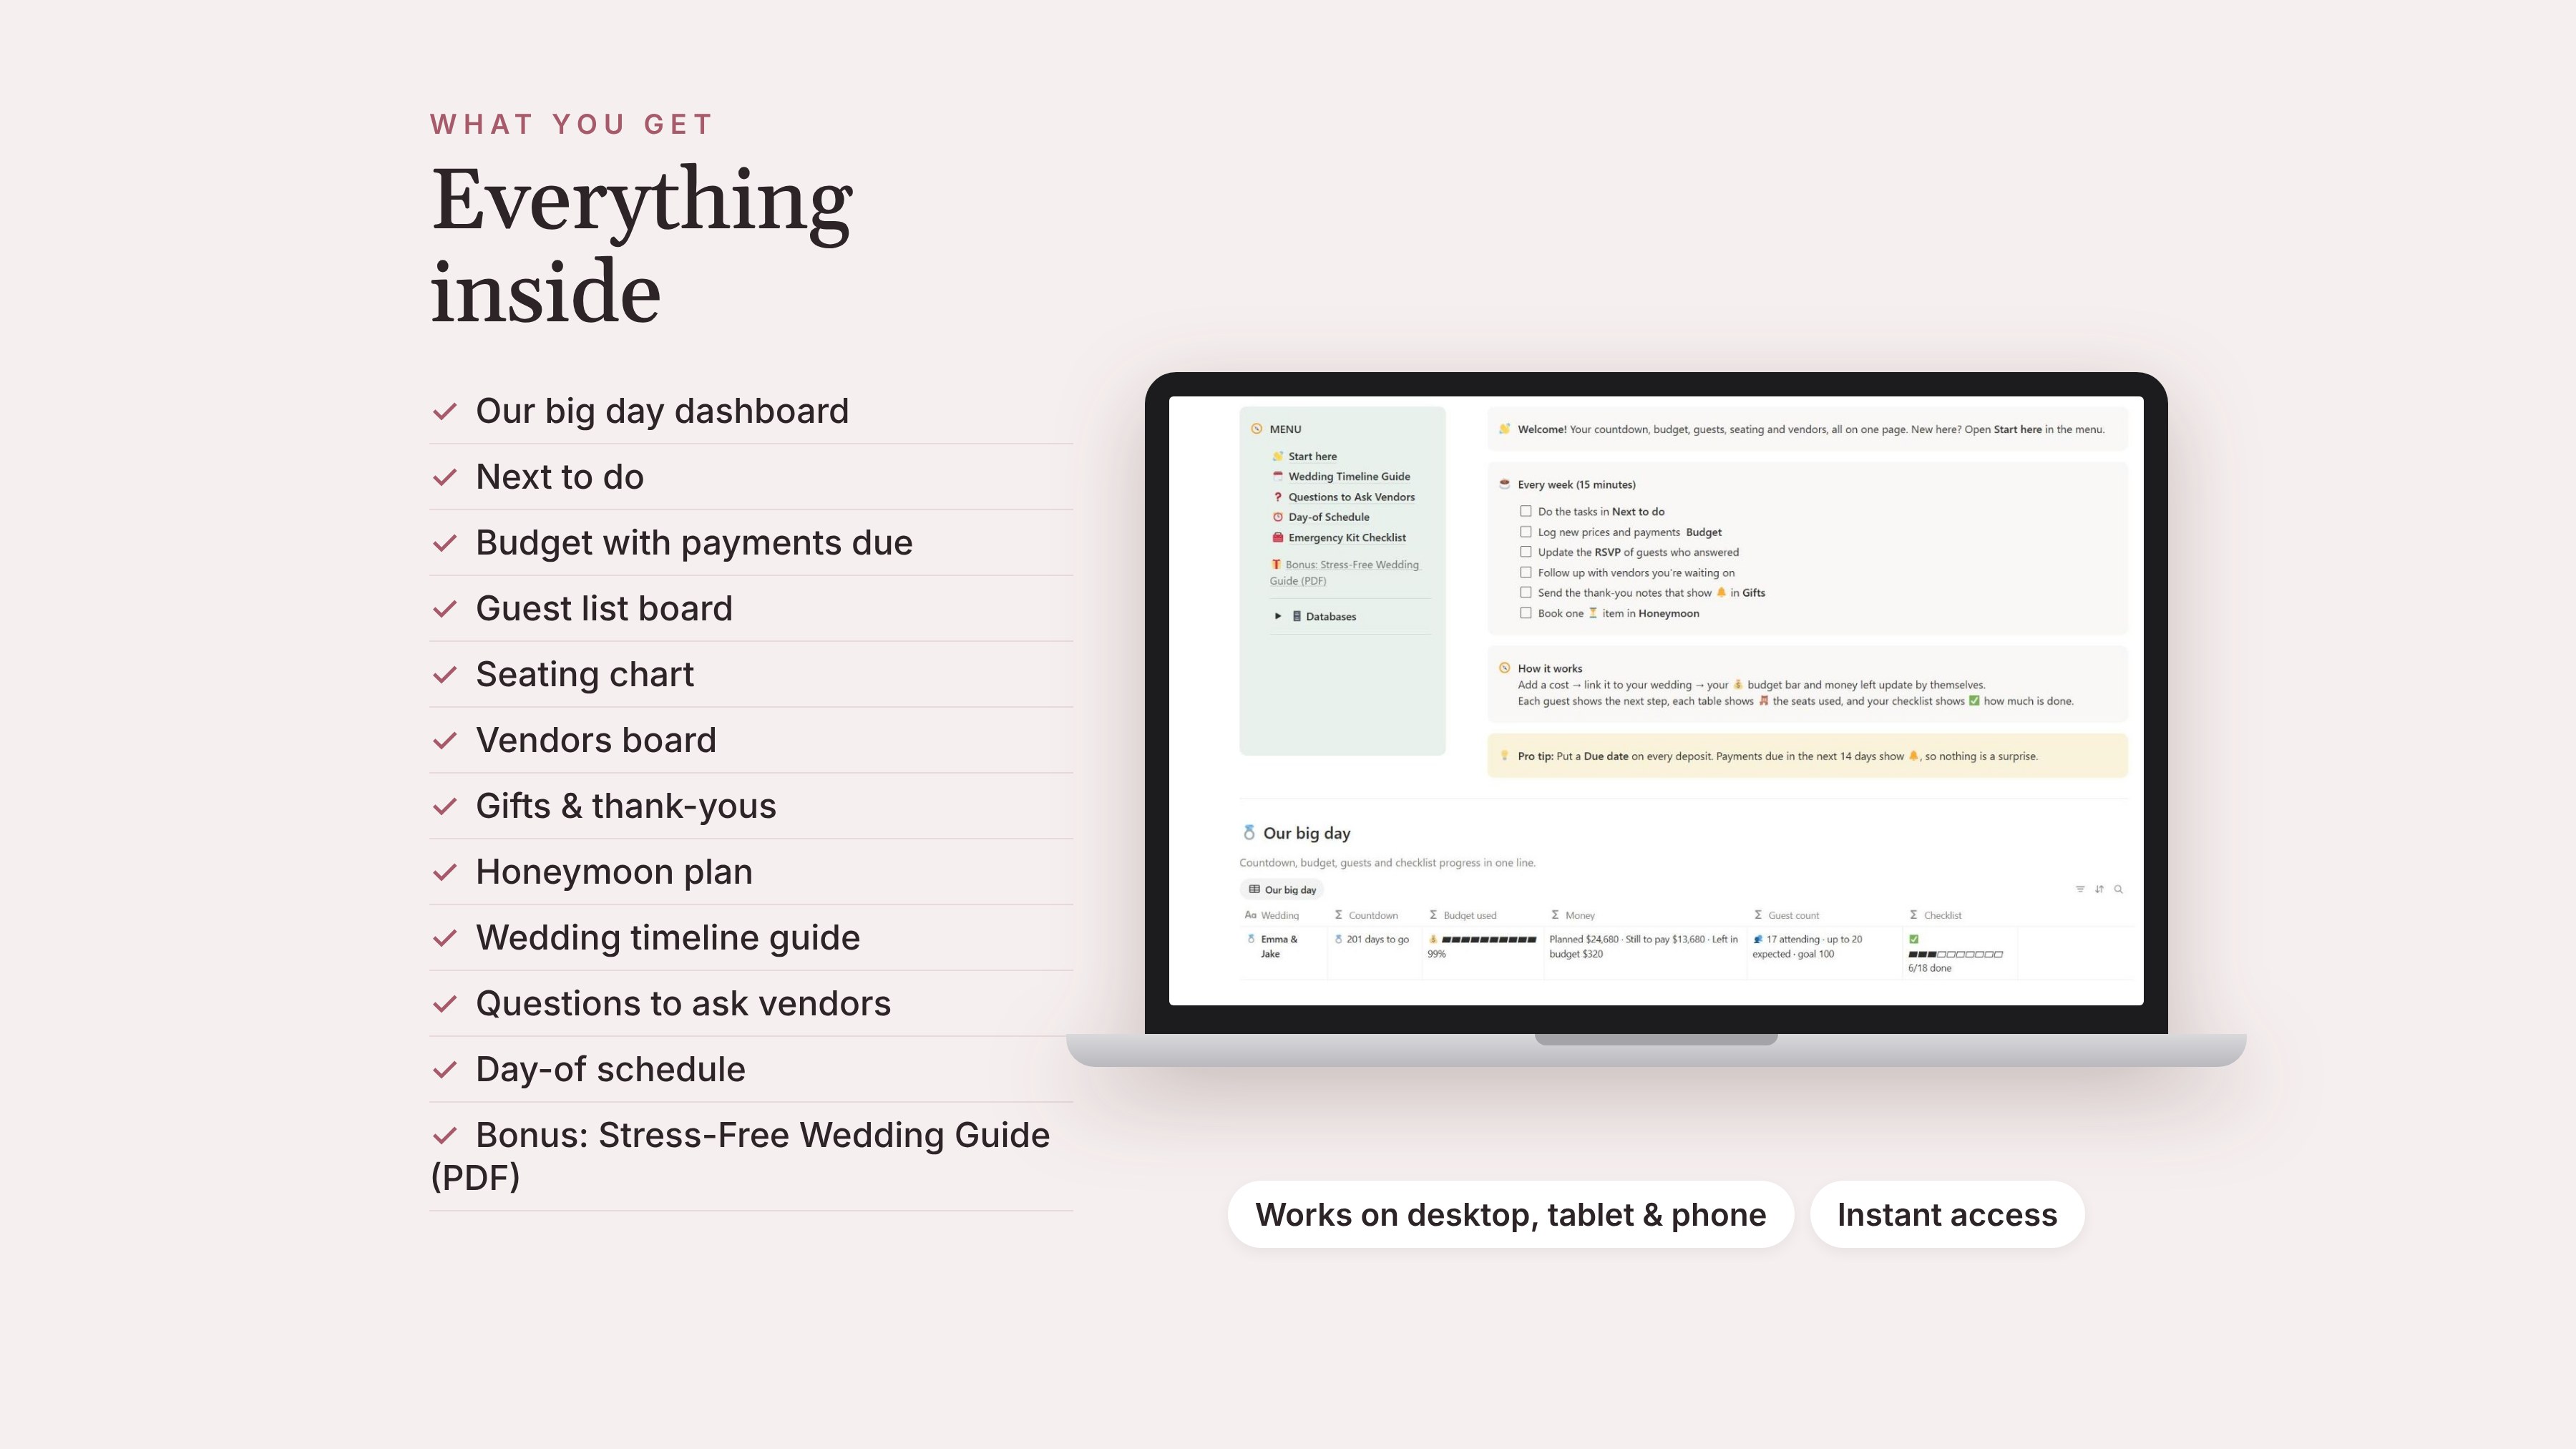 WHAT YOU GET
Everything
inside
Our big day dashboard
Next to do
Budget with payments due
Guest list board
Seating chart
Vendors board
Gifts & thank-yous
Honeymoon plan
Wedding timeline guide
Questions to ask vendors
Day-of schedule
Bonus: Stress-Free Wedding Guide
(PDF)
MENU
Start here
Wedding Timeline Guide
Questions to Ask Vendors
Day-of Schedule
Emergency Kit Checklist
Bonus: Stress-Free Wedding
Guide (PDF)
Databases
Welcome! Your countdown, budget, guests, seating and vendors, all on one page. New here? Open Start here in the menu.
Every week (15 minutes)
Do the tasks in Next to do
Log new prices and payments Budget
Update the RSVP of guests who answered
Follow up with vendors you're waiting on
Send the thank-you notes that show 🔔 in Gifts
Book one ⏳ item in Honeymoon
How it works
Add a cost → link it to your wedding → your 💰 budget bar and money left update by themselves.
Each guest shows the next step, each table shows 🪑 the seats used, and your checklist shows ✅ how much is done.
Pro tip: Put a Due date on every deposit. Payments due in the next 14 days show 🔔, so nothing is a surprise.
Our big day
Countdown, budget, guests and checklist progress in one line.
Our big day
Aa Wedding Σ Countdown Σ Budget used Σ Money Σ Guest count Σ Checklist
Emma &
Jake
201 days to go
99%
Planned $24,680 · Still to pay $13,680 · Left in
budget $320
17 attending · up to 20
expected · goal 100
6/18 done
Works on desktop, tablet & phone
Instant access